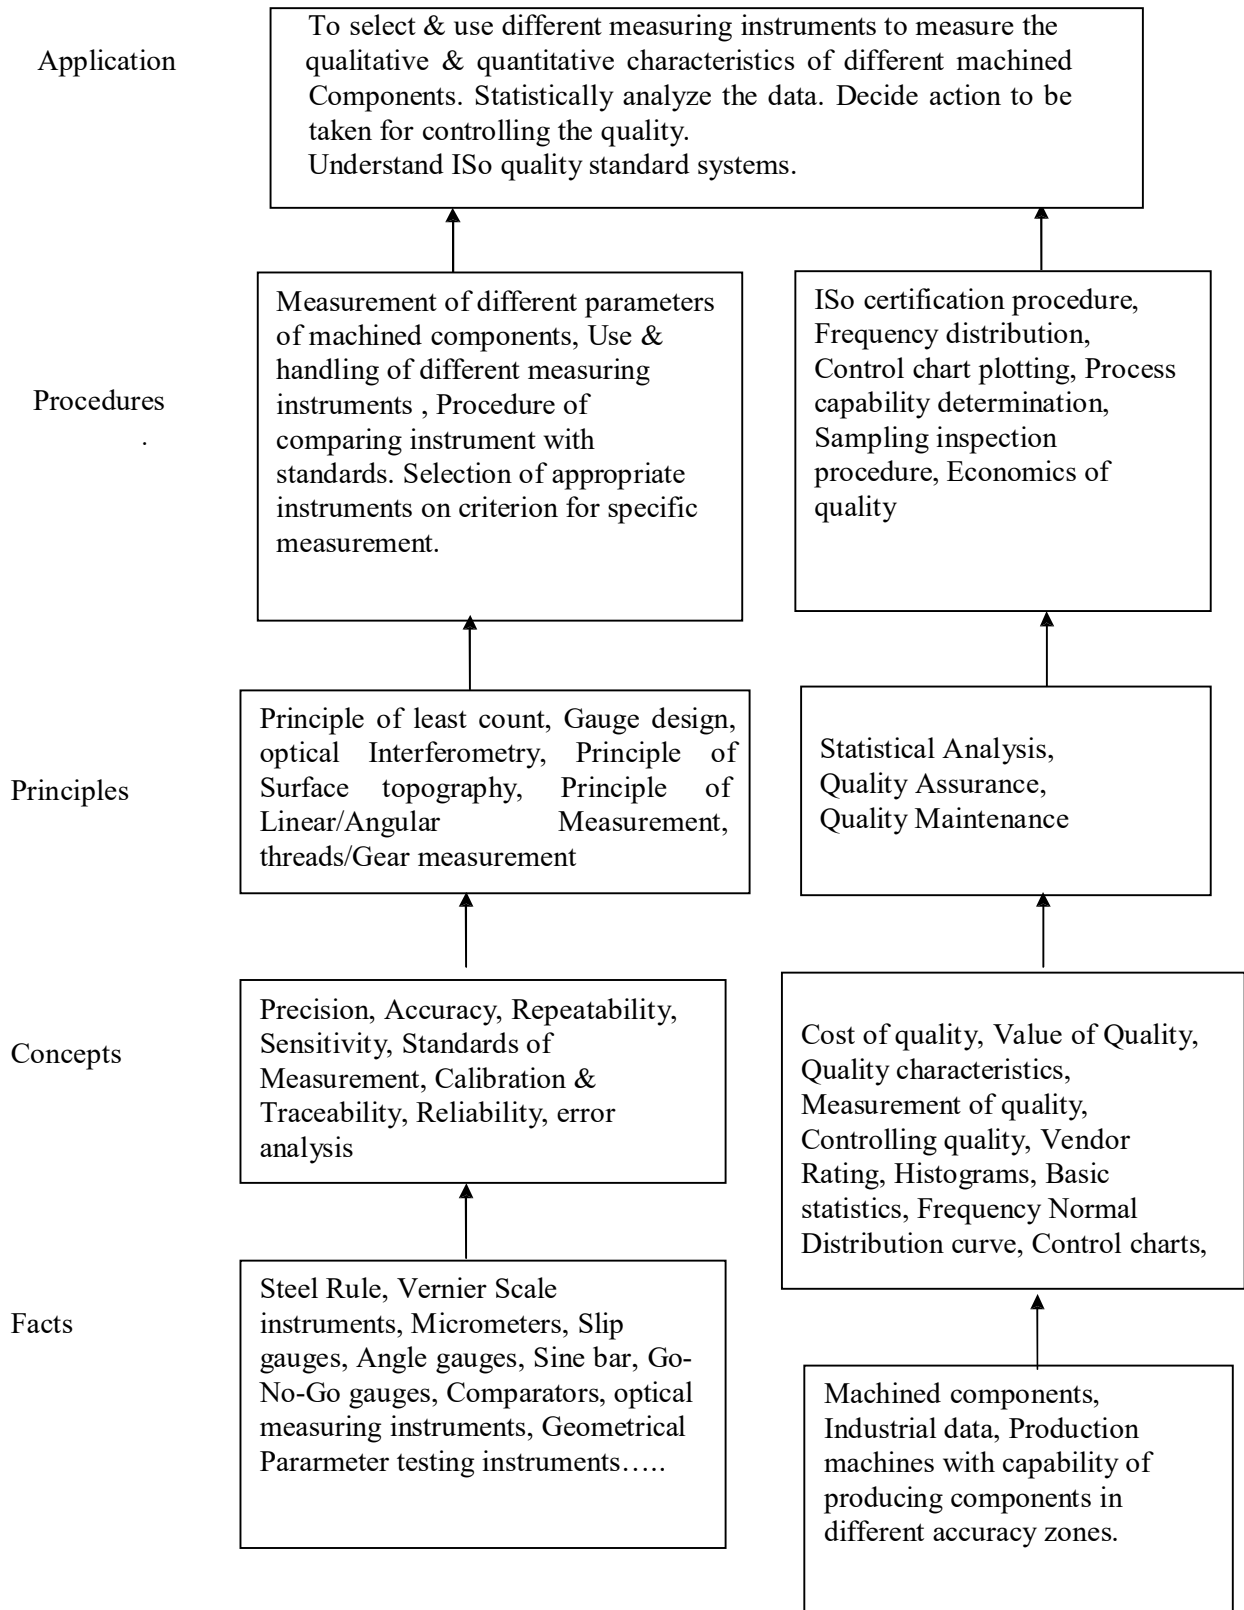 Application
To select & use different measuring instruments to measure the
qualitative & quantitative characteristics of different machined
Components. Statistically analyze the data. Decide action to be
taken for controlling the quality.
Understand ISo quality standard systems.
Procedures
.
Measurement of different parameters
of machined components, Use &
handling of different measuring
instruments , Procedure of
comparing instrument with
standards. Selection of appropriate
instruments on criterion for specific
measurement.
ISo certification procedure,
Frequency distribution,
Control chart plotting, Process
capability determination,
Sampling inspection
procedure, Economics of
quality
Principles
Principle of least count, Gauge design,
optical Interferometry, Principle of
Surface topography, Principle of
Linear/Angular Measurement,
threads/Gear measurement
Statistical Analysis,
Quality Assurance,
Quality Maintenance
Concepts
Precision, Accuracy, Repeatability,
Sensitivity, Standards of
Measurement, Calibration &
Traceability, Reliability, error
analysis
Cost of quality, Value of Quality,
Quality characteristics,
Measurement of quality,
Controlling quality, Vendor
Rating, Histograms, Basic
statistics, Frequency Normal
Distribution curve, Control charts,
Facts
Steel Rule, Vernier Scale
instruments, Micrometers, Slip
gauges, Angle gauges, Sine bar, Go-
No-Go gauges, Comparators, optical
measuring instruments, Geometrical
Pararmeter testing instruments…..
Machined components,
Industrial data, Production
machines with capability of
producing components in
different accuracy zones.